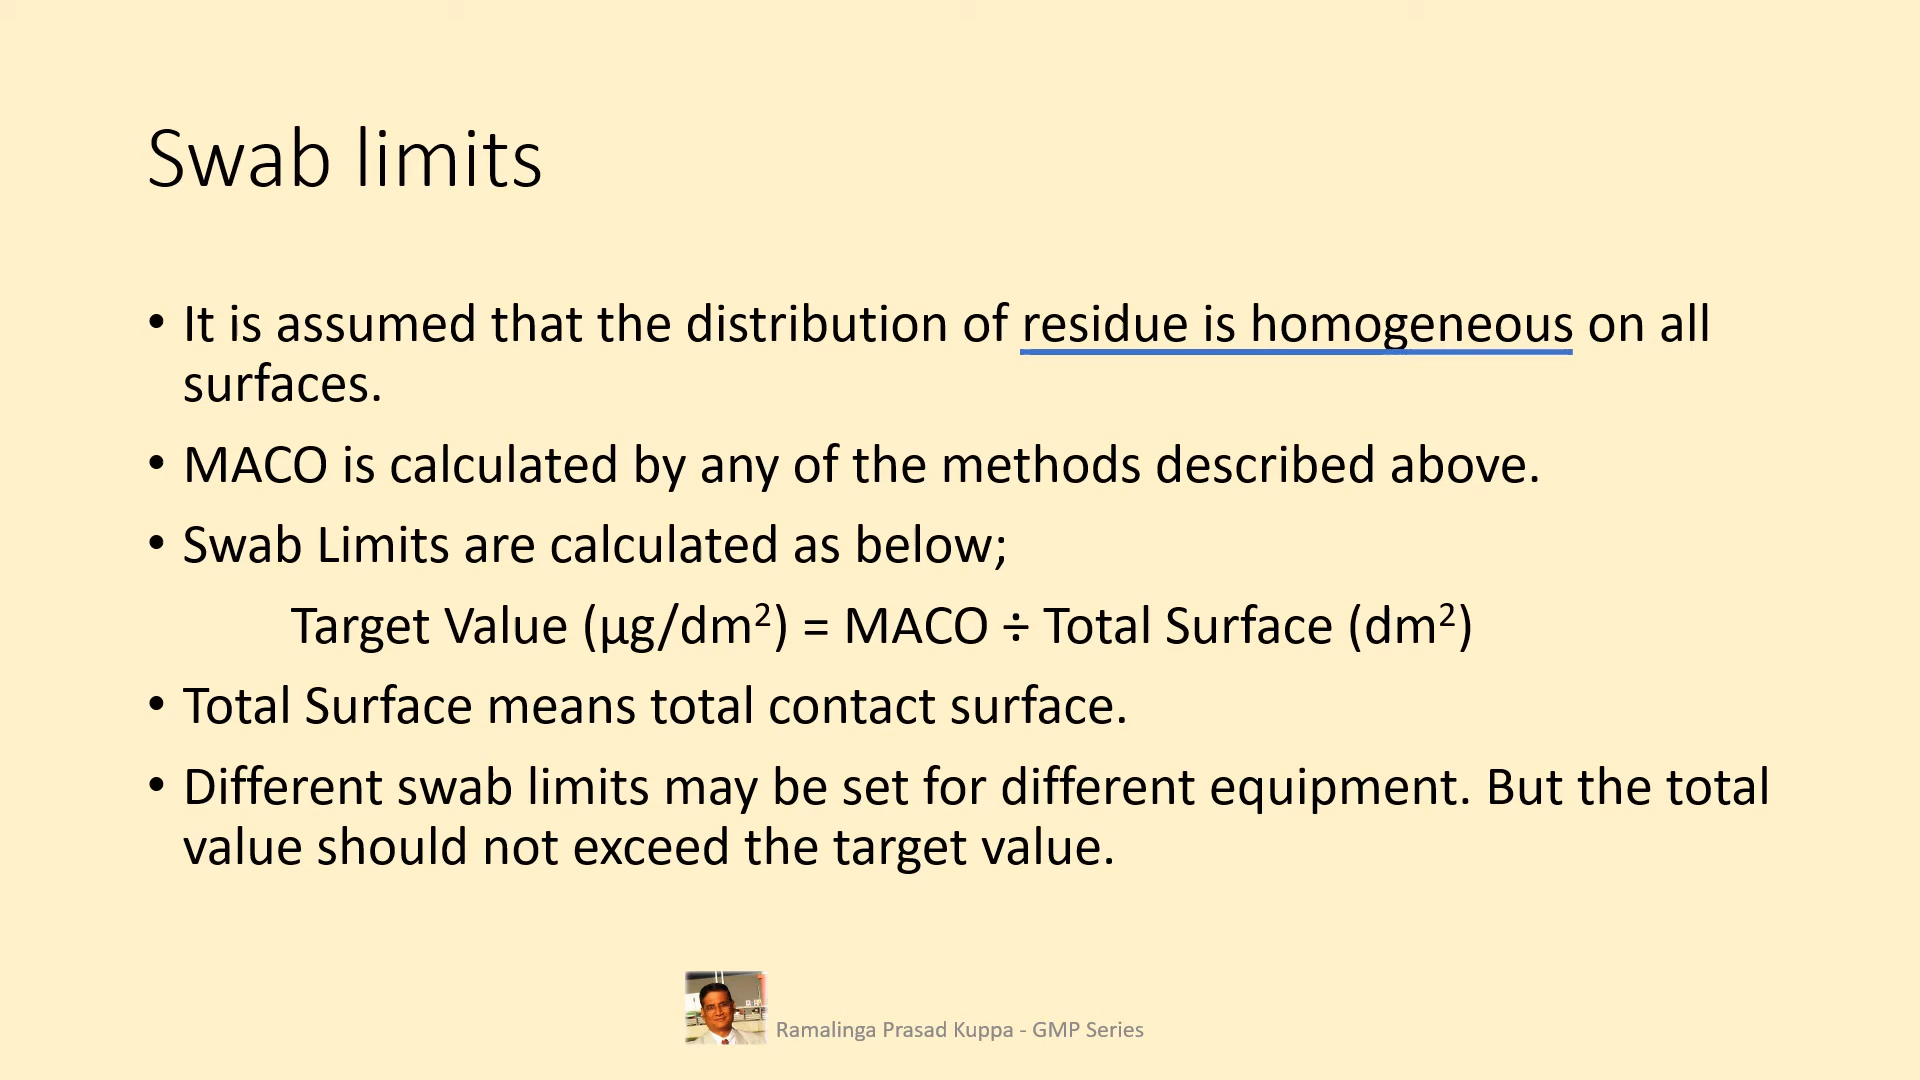 Swab limits
• It is assumed that the distribution of residue is homogeneous on all
surfaces.
• MACO is calculated by any of the methods described above.
• Swab Limits are calculated as below;
Target Value (µg/dm²) = MACO ÷ Total Surface (dm²)
• Total Surface means total contact surface.
• Different swab limits may be set for different equipment. But the total
value should not exceed the target value.
Ramalinga Prasad Kuppa - GMP Series